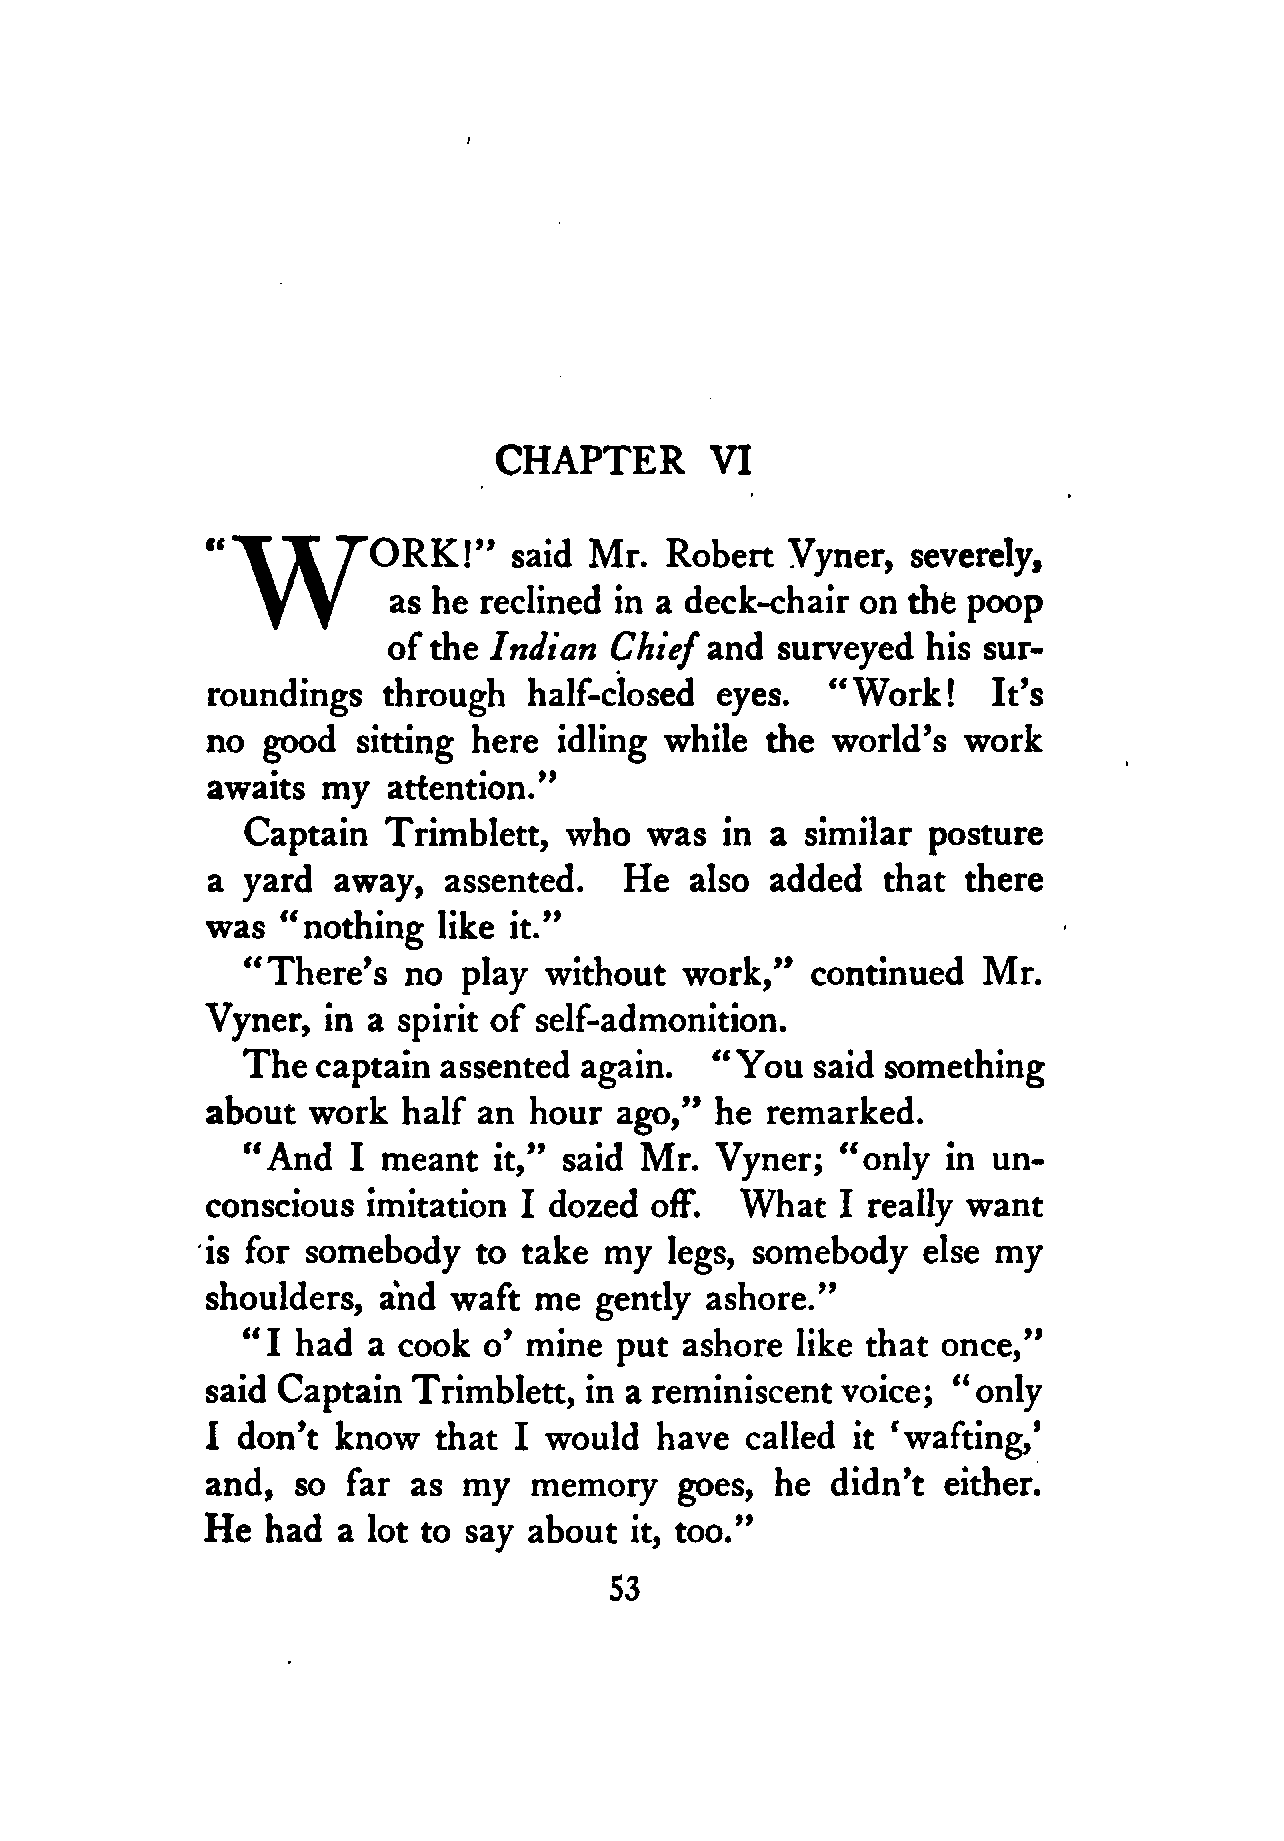 CHAPTER VI
"WORK!" said Mr. Robert Vyner, severely,
as he reclined in a deck-chair on the poop
of the Indian Chief and surveyed his sur-
roundings through half-closed eyes. "Work! It's
no good sitting here idling while the world's work
awaits my attention."
Captain Trimblett, who was in a similar posture
a yard away, assented. He also added that there
was "nothing like it."
"There's no play without work," continued Mr.
Vyner, in a spirit of self-admonition.
The captain assented again. "You said something
about work half an hour ago," he remarked.
"And I meant it," said Mr. Vyner; "only in un-
conscious imitation I dozed off. What I really want
is for somebody to take my legs, somebody else my
shoulders, and waft me gently ashore."
"I had a cook o' mine put ashore like that once,"
said Captain Trimblett, in a reminiscent voice; "only
I don't know that I would have called it 'wafting,'
and, so far as my memory goes, he didn't either.
He had a lot to say about it, too."
53